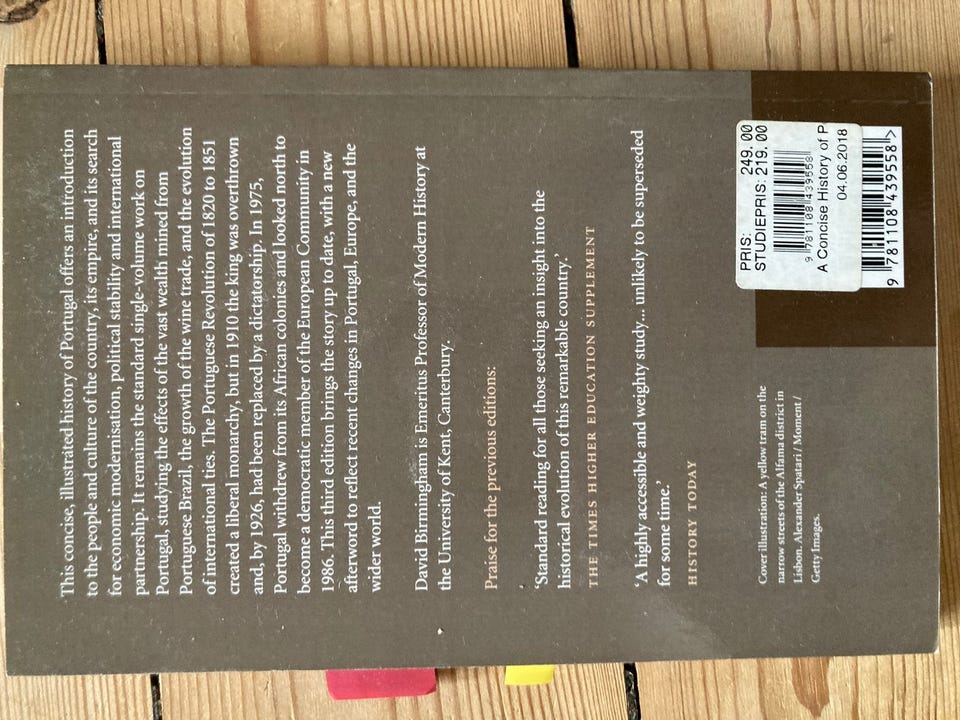 This concise, illustrated history of Portugal offers an introduction
to the people and culture of the country, its empire, and its search
for economic modernisation, political stability and international
partnership. It remains the standard single-volume work on
Portugal, studying the effects of the vast wealth mined from
Portuguese Brazil, the growth of the wine trade, and the evolution
of international ties. The Portuguese Revolution of 1820 to 1851
created a liberal monarchy, but in 1910 the king was overthrown
and, by 1926, had been replaced by a dictatorship. In 1975,
Portugal withdrew from its African colonies and looked north to
become a democratic member of the European Community in
1986. This third edition brings the story up to date, with a new
afterword to reflect recent changes in Portugal, Europe, and the
wider world.
David Birmingham is Emeritus Professor of Modern History at
the University of Kent, Canterbury.
Praise for the previous editions:
‘Standard reading for all those seeking an insight into the
historical evolution of this remarkable country.’
THE TIMES HIGHER EDUCATION SUPPLEMENT
‘A highly accessible and weighty study... unlikely to be superseded
for some time.’
HISTORY TODAY
Cover illustration: A yellow tram on the
narrow streets of the Alfama district in
Lisbon. Alexander Spatari / Moment /
Getty Images.
PRIS: 249.00
STUDIEPRIS: 219.00
9 781108 439558
A Concise History of P
04.06.2018
9 781108 439558 >